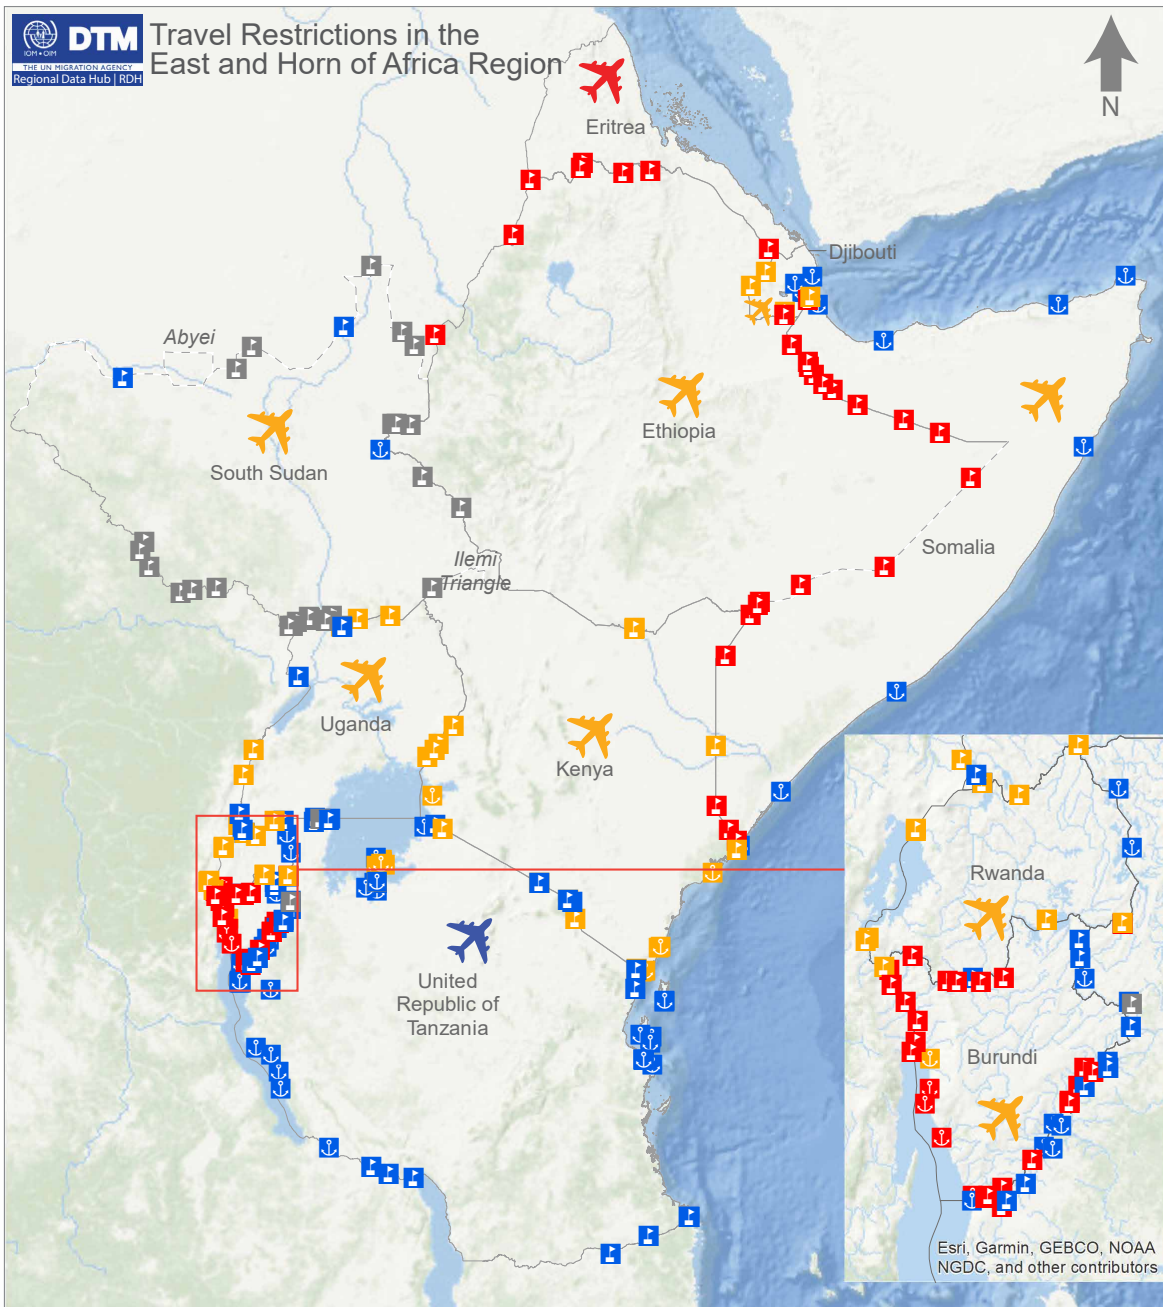 IOM • OIM
DTM
THE UN MIGRATION AGENCY
Regional Data Hub | RDH
Travel Restrictions in the
East and Horn of Africa Region
N
Eritrea
Djibouti
Abyei
Ethiopia
South Sudan
Somalia
Ilemi
Triangle
Uganda
Kenya
United
Republic of
Tanzania
Rwanda
Burundi
Esri, Garmin, GEBCO, NOAA
NGDC, and other contributors